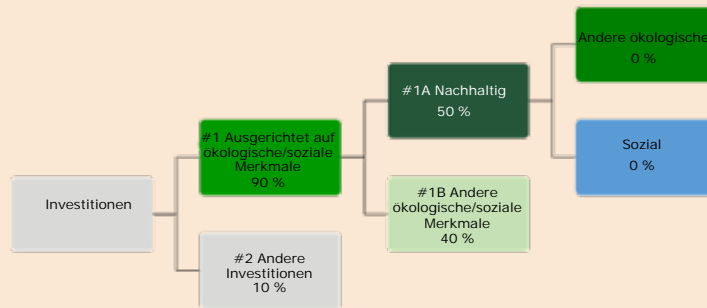 Investitionen
#1 Ausgerichtet auf
ökologische/soziale
Merkmale
90 %
#2 Andere
Investitionen
10 %
#1A Nachhaltig
50 %
#1B Andere
ökologische/soziale
Merkmale
40 %
Andere ökologische
0 %
Sozial
0 %